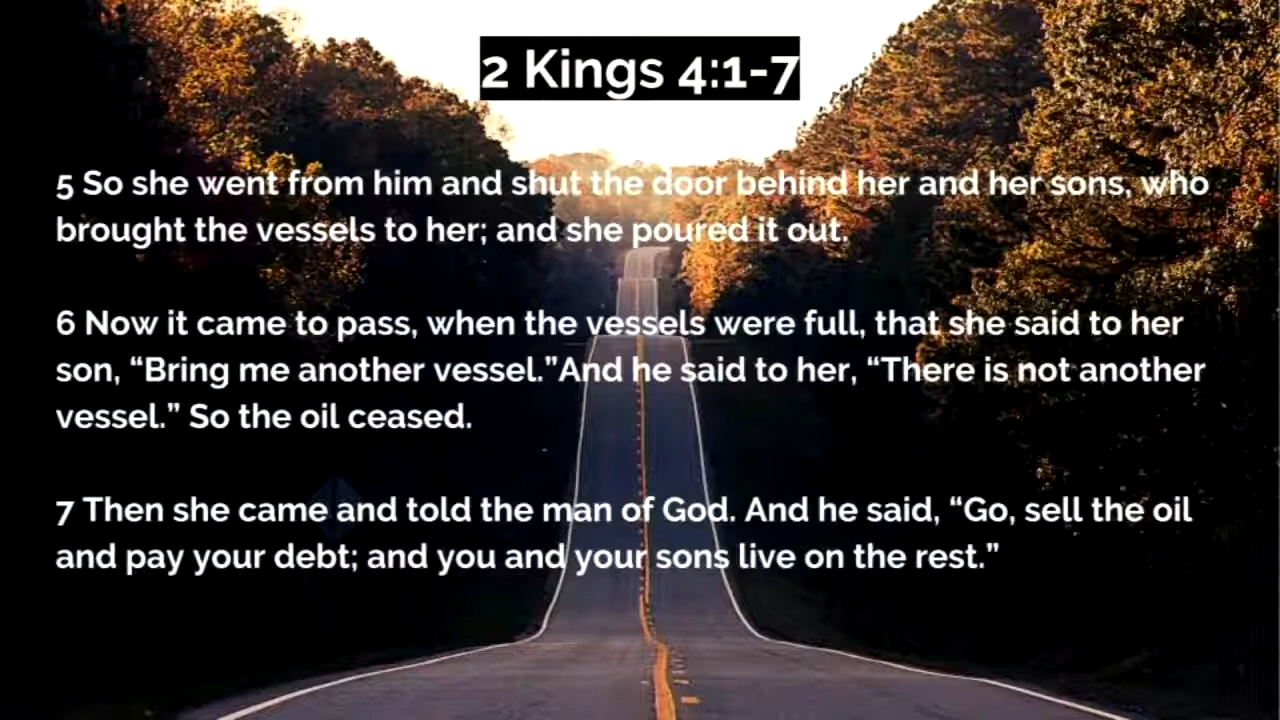 2 Kings 4:1-7
5 So she went from him and shut the door behind her and her sons, who
brought the vessels to her; and she poured it out.
6 Now it came to pass, when the vessels were full, that she said to her
son, “Bring me another vessel.”And he said to her, “There is not another
vessel.” So the oil ceased.
7 Then she came and told the man of God. And he said, “Go, sell the oil
and pay your debt; and you and your sons live on the rest.”